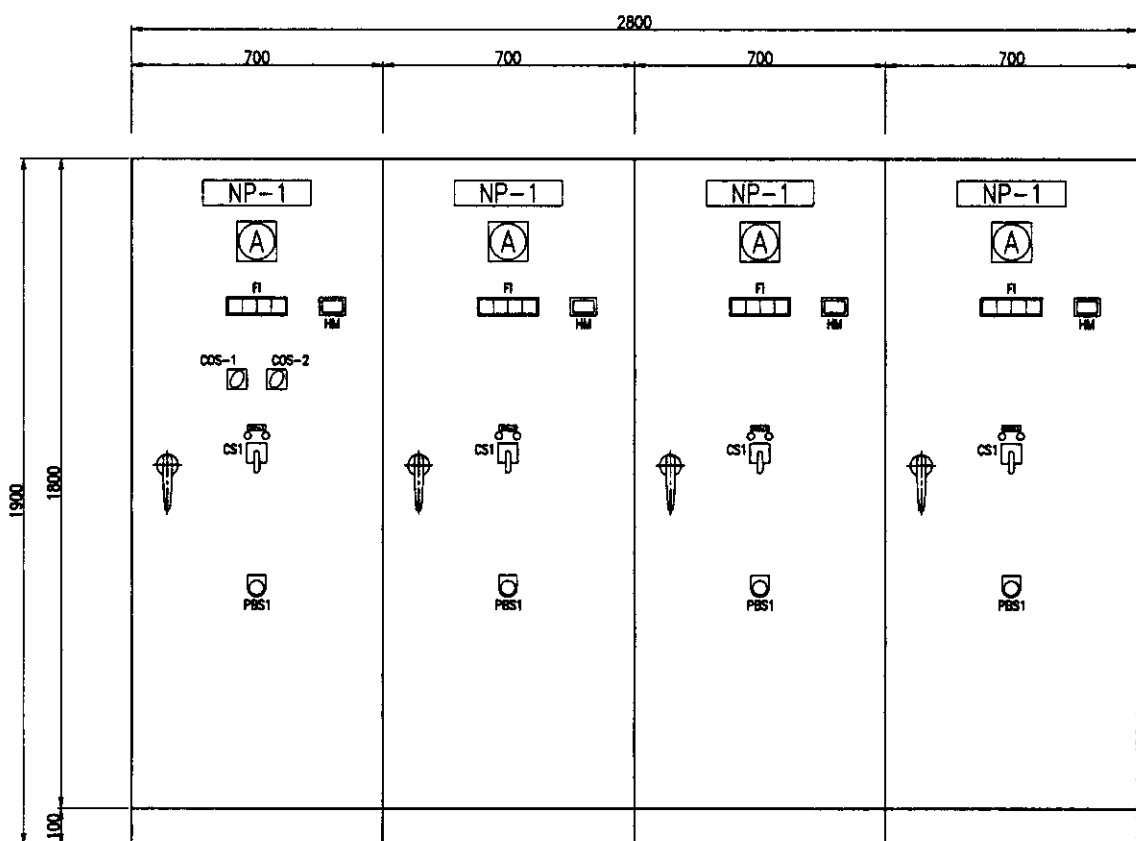 2800
700 700 700 700
NP-1 NP-1 NP-1 NP-1
A A A A
FI FI FI FI
HM HM HM HM
COS-1 COS-2
CS1 CS1 CS1 CS1
1900
1800
PBS1 PBS1 PBS1 PBS1
100